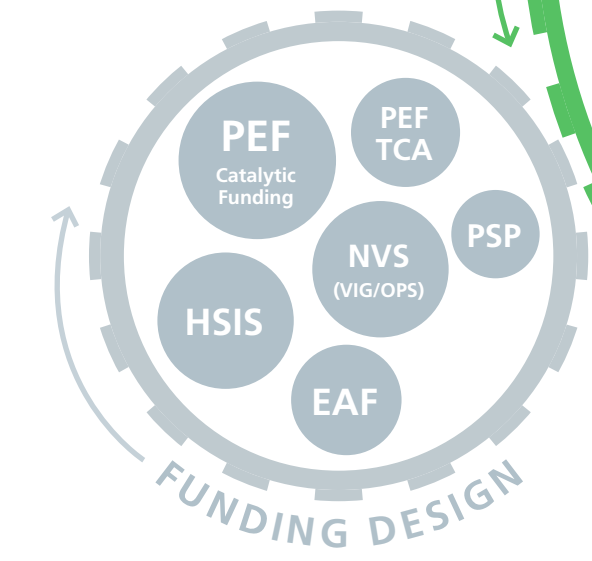 PEF
Catalytic
Funding
PEF
TCA
PSP
NVS
(VIG/OPS)
HSIS
EAF
FUNDING DESIGN